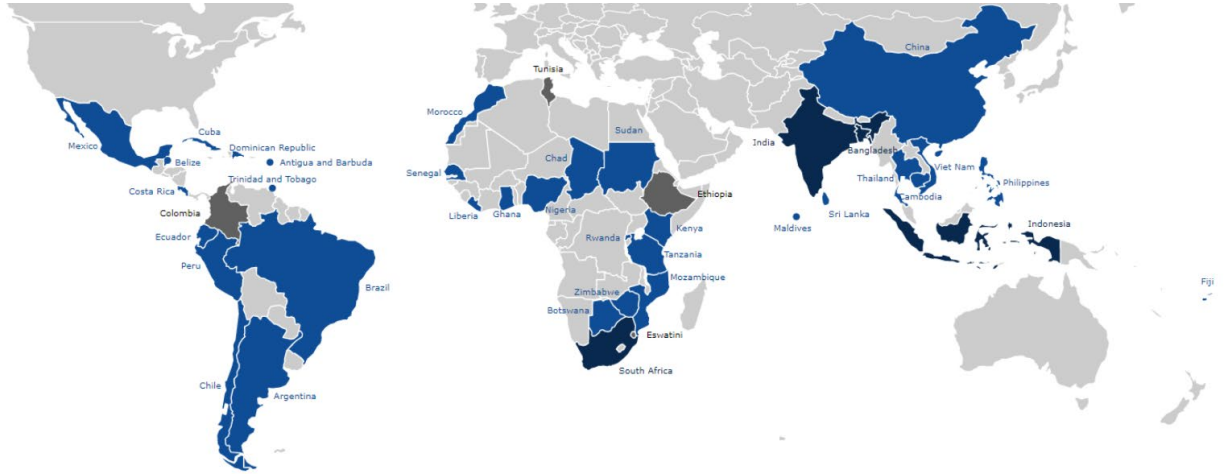 China
Tunisia
Morocco
Sudan
Cuba
Dominican Republic
Mexico
India
Bangladesh
Belize
Antigua and Barbuda
Chad
Viet Nam
Senegal
Thailand
Trinidad and Tobago
Philippines
Costa Rica
Ethiopia
Cambodia
Colombia
Liberia
Ghana
Nigeria
Sri Lanka
Indonesia
Maldives
Kenya
Ecuador
Rwanda
Tanzania
Peru
Mozambique
Fiji
Brazil
Zimbabwe
Botswana
Eswatini
South Africa
Chile
Argentina